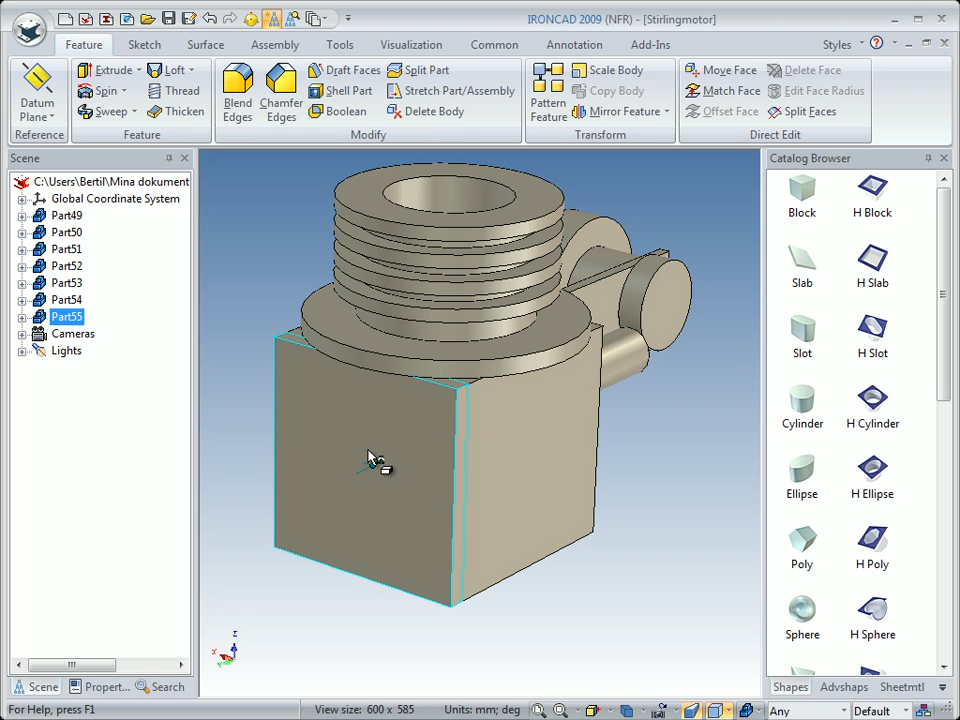 IRONCAD 2009 (NFR) - [Stirlingmotor]
Feature Sketch Surface Assembly Tools Visualization Common Annotation Add-Ins Styles
Datum Plane
Reference
Extrude Loft
Spin Thread
Sweep Thicken
Feature
Blend Edges
Chamfer Edges
Draft Faces Split Part
Shell Part Stretch Part/Assembly
Boolean Delete Body
Modify
Pattern Feature
Scale Body
Copy Body
Mirror Feature
Transform
Move Face Delete Face
Match Face Edit Face Radius
Offset Face Split Faces
Direct Edit
Scene
C:\Users\Bertil\Mina dokument
Global Coordinate System
Part49
Part50
Part51
Part52
Part53
Part54
Part55
Cameras
Lights
Scene Propert... Search
Z
X
Y
Catalog Browser
Block H Block
Slab H Slab
Slot H Slot
Cylinder H Cylinder
Ellipse H Ellipse
Poly H Poly
Sphere H Sphere
Shapes Advshaps Sheetmtl
For Help, press F1 View size: 600 x 585 Units: mm; deg Any Default